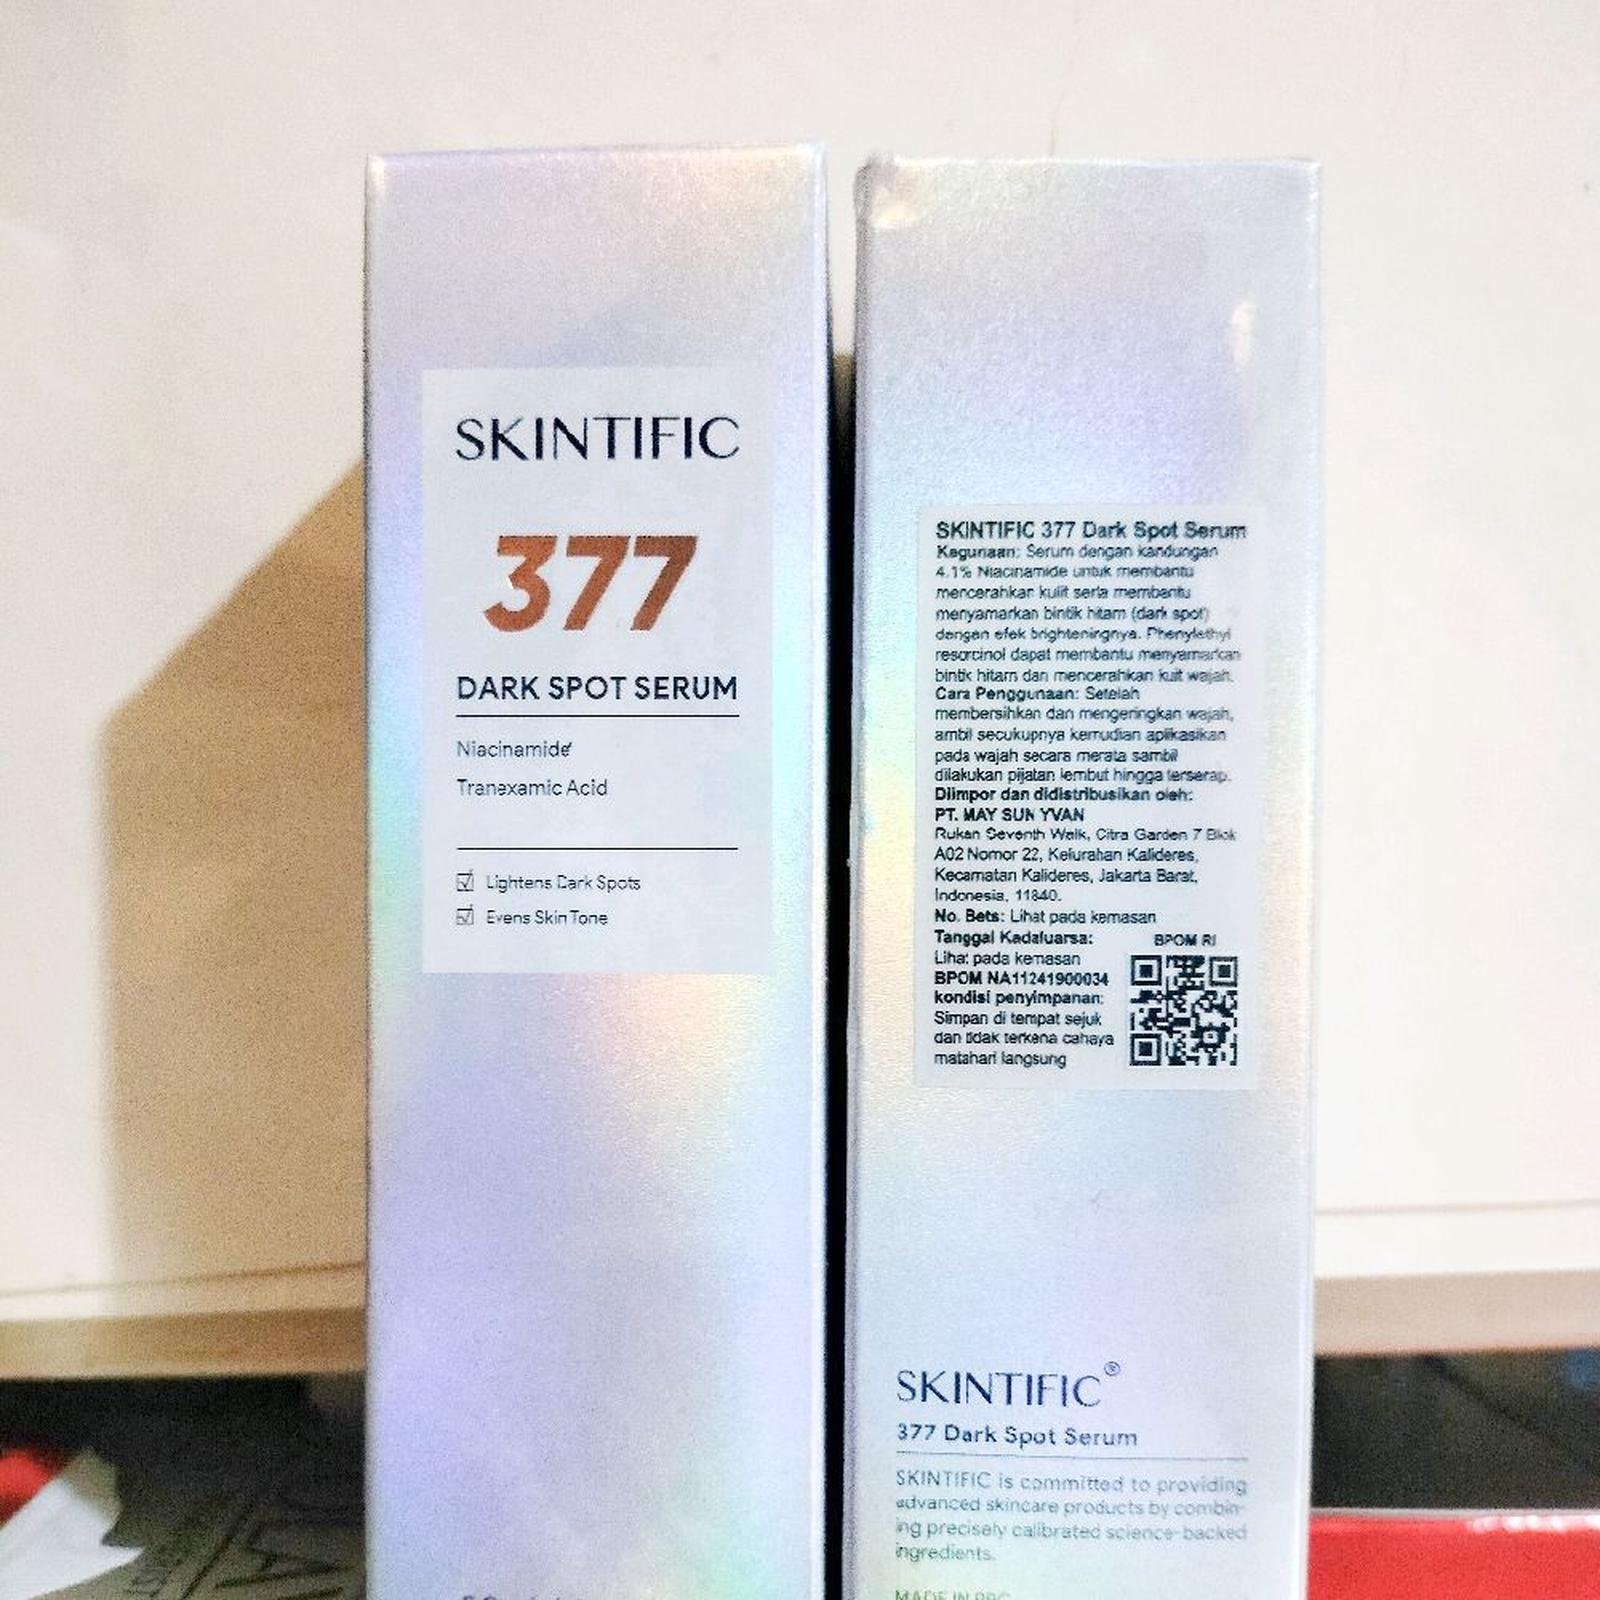 SKINTIFIC
377
DARK SPOT SERUM
Niacinamide
Tranexamic Acid
☑ Lightens Dark Spots
☑ Evens Skin Tone
SKINTIFIC 377 Dark Spot Serum
Kegunaan: Serum dengan kandungan
4.1% Niacinamide untuk membantu
mencerahkan kulit serta membantu
menyamarkan bintik hitam (dark spot)
dengan efek brighteningnya. Phenylethyl
resorcinol dapat membantu menyamarkan
bintik hitam dan mencerahkan kulit wajah.
Cara Penggunaan: Setelah
membersihkan dan mengeringkan wajah,
ambil secukupnya kemudian aplikasikan
pada wajah secara merata sambil
dilakukan pijatan lembut hingga terserap.
Diimpor dan didistribusikan oleh:
PT. MAY SUN YVAN
Rukan Seventh Walk, Citra Garden 7 Blok
A02 Nomor 22, Kelurahan Kalideres,
Kecamatan Kalideres, Jakarta Barat,
Indonesia, 11840.
No. Bets: Lihat pada kemasan
Tanggal Kadaluarsa:
Lihat pada kemasan
BPOM NA11241900034
kondisi penyimpanan:
Simpan di tempat sejuk
dan tidak terkena cahaya
matahari langsung
BPOM RI
SKINTIFIC®
377 Dark Spot Serum
SKINTIFIC is committed to providing
advanced skincare products by combin-
ing precisely calibrated science-backed
ingredients.
MADE IN PRC